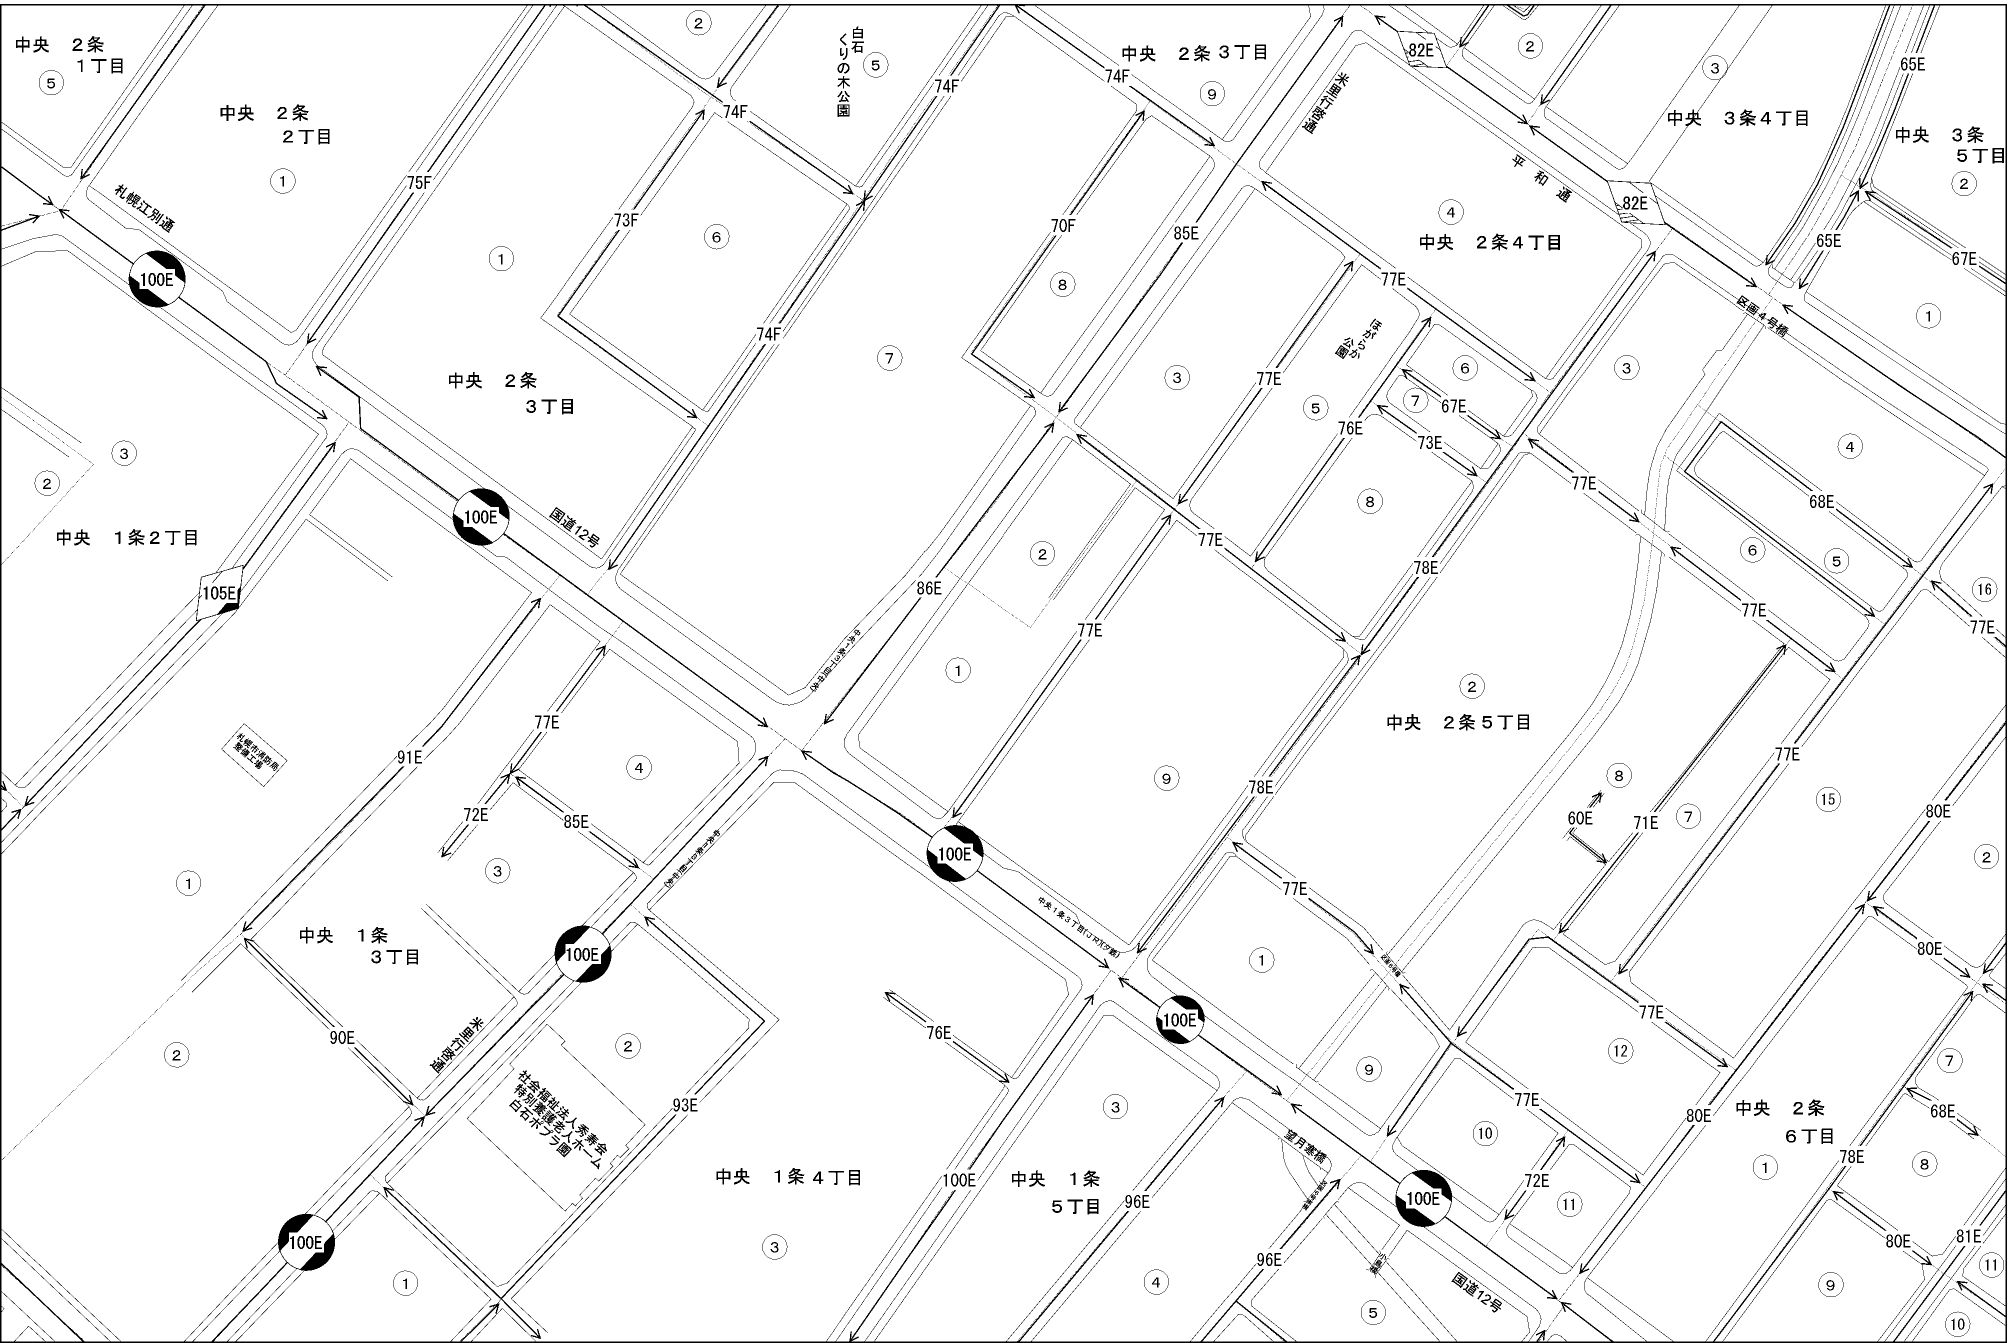 中央 2条
1丁目
5
中央 2条
2丁目
1
札幌江別通
100E
75F
2
74F
白石
くりの木公園
5
74F
73F
6
1
74F
中央 2条
3丁目
7
中央 2条3丁目
9
74F
70F
8
85E
米里行啓通
82E
2
3
中央 3条4丁目
65E
中央 3条
5丁目
2
平和通
82E
65E
67E
4
中央 2条4丁目
区画4号橋
1
77E
3
77E
ほがらか
公園
6
7
67E
5
76E
73E
8
3
4
68E
77E
6
5
16
77E
77E
3
2
中央 1条2丁目
105E
100E
国道12号
2
77E
78E
86E
77E
1
9
2
中央 2条5丁目
札幌市消防局
整備工場
91E
77E
4
72E
85E
3
1
中央 1条
3丁目
100E
90E
2
米里行啓通
2
社会福祉法人秀寿会
特別養護老人ホーム
白石ポプラ園
93E
100E
1
中央 1条4丁目
3
76E
100E
100E
78E
77E
1
8
60E
71E
7
77E
15
80E
2
80E
77E
12
100E
9
77E
10
72E
11
80E
中央 2条
6丁目
1
7
68E
78E
8
80E
81E
9
11
10
3
中央 1条
5丁目
96E
望月寒橋
96E
4
5
100E
国道12号